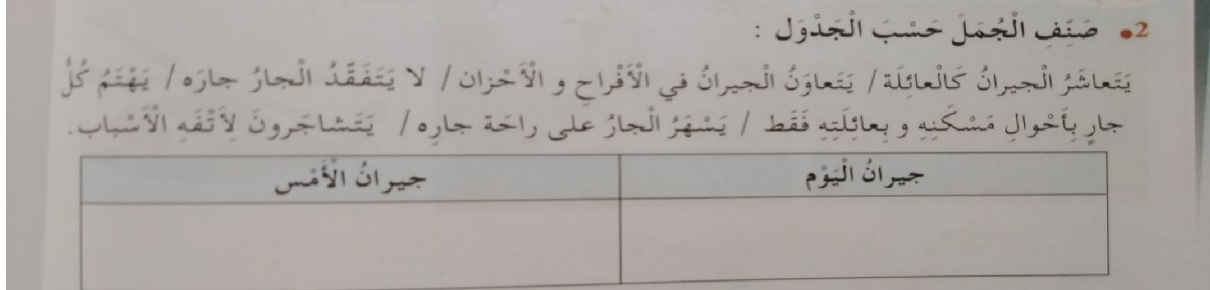 2• صَنِّفِ الْجُمَلَ حَسْبَ الْجَدْوَل :
يَتَعاشَرُ الْجيرانُ كَالْعائِلَة / يَتَعاوَنُ الْجيرانُ في الْأَفْراح و الْأَحْزان / لا يَتَفَقَّدُ الْجارُ جارَه / يَهْتَمُ كُلُّ
جارٍ بِأَحْوالِ مَسْكَنِهِ و بِعائِلَتِهِ فَقَط / يَسْهَرُ الْجارُ على راحَة جارِه / يَتَشاجَرونَ لِأَتْفَهِ الْأَسْباب.
جيرانُ الْيَوْم
جيرانُ الْأَمْس